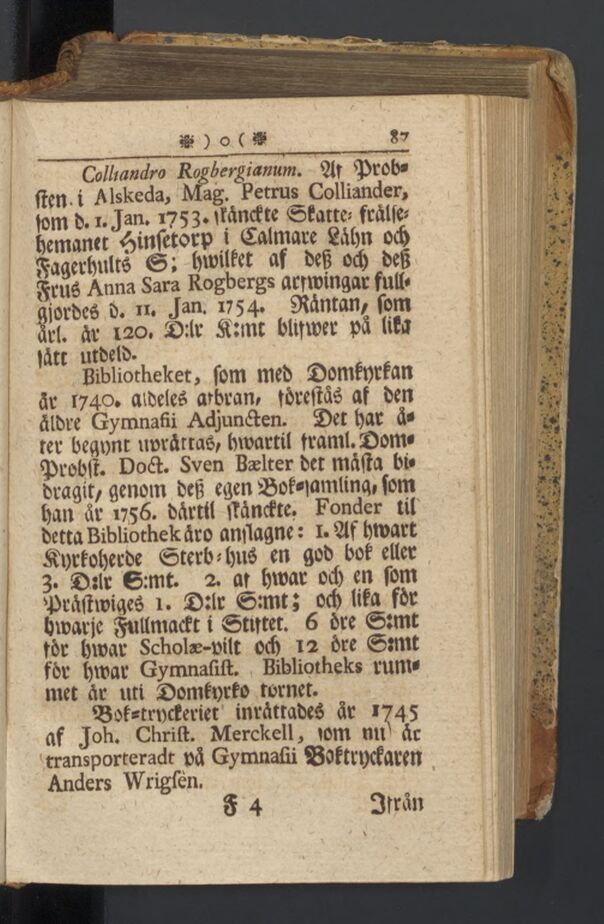 ❉ ) o ( ❉ 87
Colliandro Rogbergianum. Af Prob=
sten i Alskeda, Mag. Petrus Colliander,
som d. 1. Jan. 1753. skänckte Skatte= frälse=
hemanet Hinsetorp i Calmare Lähn och
Fagerhults S; hwilket af deß och deß
Frus Anna Sara Rogbergs arfwingar full=
gjordes d. 11. Jan. 1754. Räntan, som
årl. är 120. D:lr K:mt blifwer på lika
sätt utdeld.
Bibliotheket, som med Domkyrkan
är 1740. aldeles afbran, förestås af den
äldre Gymnasii Adjuncten. Det har å=
ter begynt uprättas, hwartil framl. Dom=
Probst. Doct. Sven Bælter det mästa bi=
dragit, genom deß egen Bok=samling, som
han år 1756. därtil skänckte. Fonder til
detta Bibliothek äro anslagne: 1. Af hwart
Kyrkoherde Sterb=hus en god bok eller
3. D:lr S:mt. 2. af hwar och en som
Prästwiges 1. D:lr S:mt; och lika för
hwarje Fullmackt i Stiftet. 6 öre S:mt
för hwar Scholæ-pilt och 12 öre S:mt
för hwar Gymnasist. Bibliotheks rum=
met är uti Domkyrko tornet.
Bok=tryckeriet inrättades år 1745
af Joh. Christ. Merckell, som nu är
transporteradt på Gymnasii Boktryckaren
Anders Wrigsèn.
F 4 Ifrån